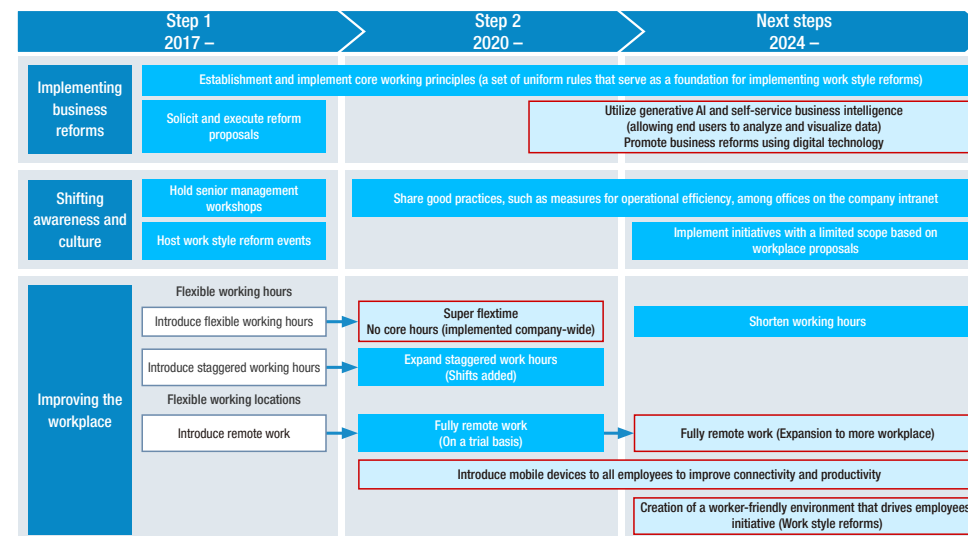 Step 1
2017 –
Step 2
2020 –
Next steps
2024 –
Implementing
business
reforms
Establishment and implement core working principles (a set of uniform rules that serve as a foundation for implementing work style reforms)
Solicit and execute reform
proposals
Utilize generative AI and self-service business intelligence
(allowing end users to analyze and visualize data)
Promote business reforms using digital technology
Shifting
awareness and
culture
Hold senior management
workshops
Share good practices, such as measures for operational efficiency, among offices on the company intranet
Host work style reform events
Implement initiatives with a limited scope based on
workplace proposals
Improving the
workplace
Flexible working hours
Introduce flexible working hours
Super flextime
No core hours (implemented company-wide)
Shorten working hours
Introduce staggered working hours
Expand staggered work hours
(Shifts added)
Flexible working locations
Introduce remote work
Fully remote work
(On a trial basis)
Fully remote work (Expansion to more workplace)
Introduce mobile devices to all employees to improve connectivity and productivity
Creation of a worker-friendly environment that drives employees
initiative (Work style reforms)